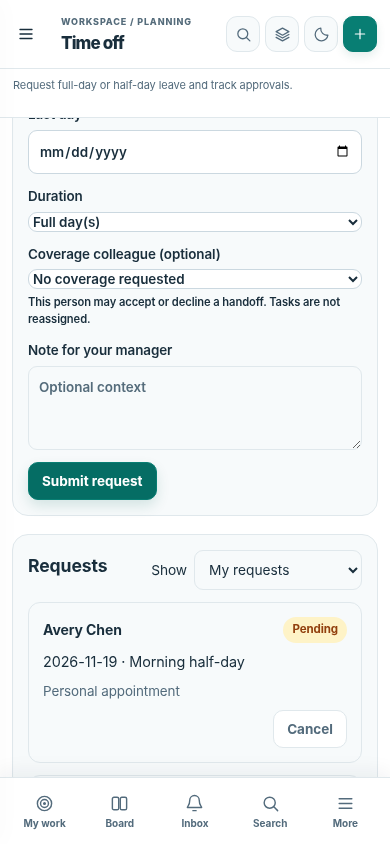 WORKSPACE / PLANNING
Time off
Request full-day or half-day leave and track approvals.
Last day
mm/dd/yyyy
Duration
Full day(s)
Coverage colleague (optional)
No coverage requested
This person may accept or decline a handoff. Tasks are not
reassigned.
Note for your manager
Optional context
Submit request
Requests
Show
My requests
Avery Chen
Pending
2026-11-19 · Morning half-day
Personal appointment
Cancel
My work
Board
Inbox
Search
More